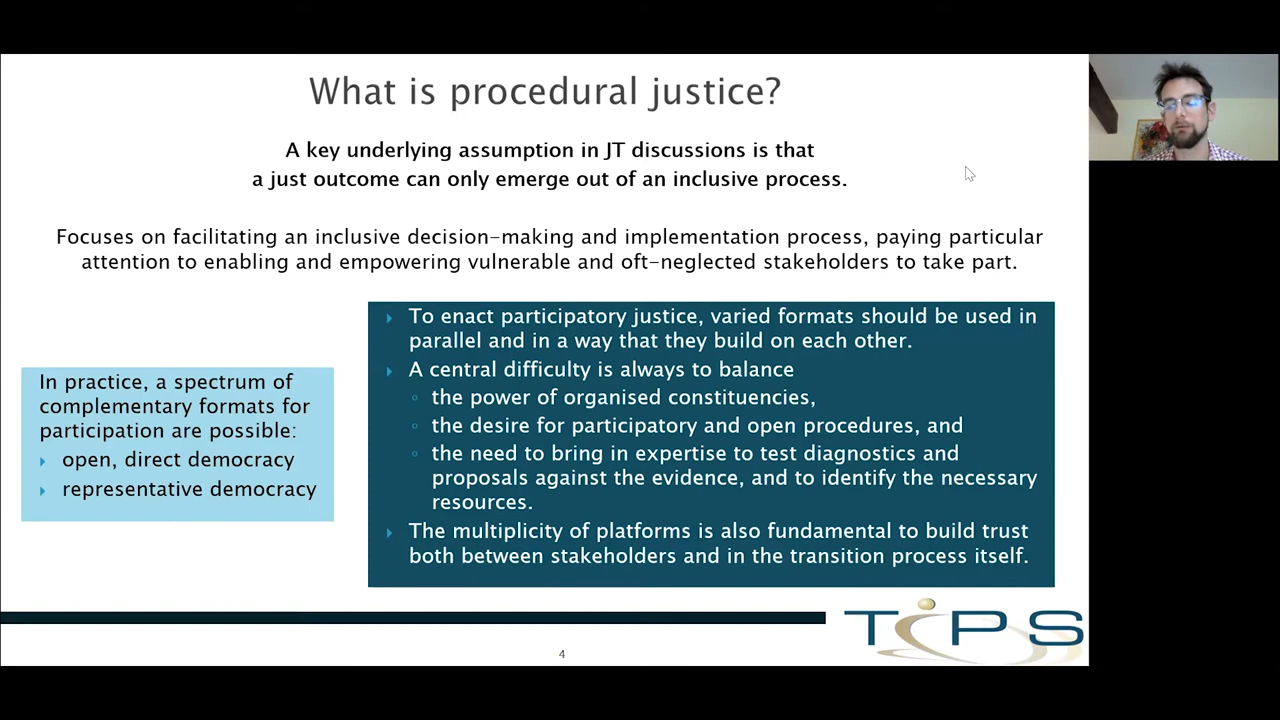 What is procedural justice?
A key underlying assumption in JT discussions is that
a just outcome can only emerge out of an inclusive process.
Focuses on facilitating an inclusive decision-making and implementation process, paying particular
attention to enabling and empowering vulnerable and oft-neglected stakeholders to take part.
In practice, a spectrum of
complementary formats for
participation are possible:
open, direct democracy
representative democracy
To enact participatory justice, varied formats should be used in
parallel and in a way that they build on each other.
A central difficulty is always to balance
the power of organised constituencies,
the desire for participatory and open procedures, and
the need to bring in expertise to test diagnostics and
proposals against the evidence, and to identify the necessary
resources.
The multiplicity of platforms is also fundamental to build trust
both between stakeholders and in the transition process itself.
TiPS
4